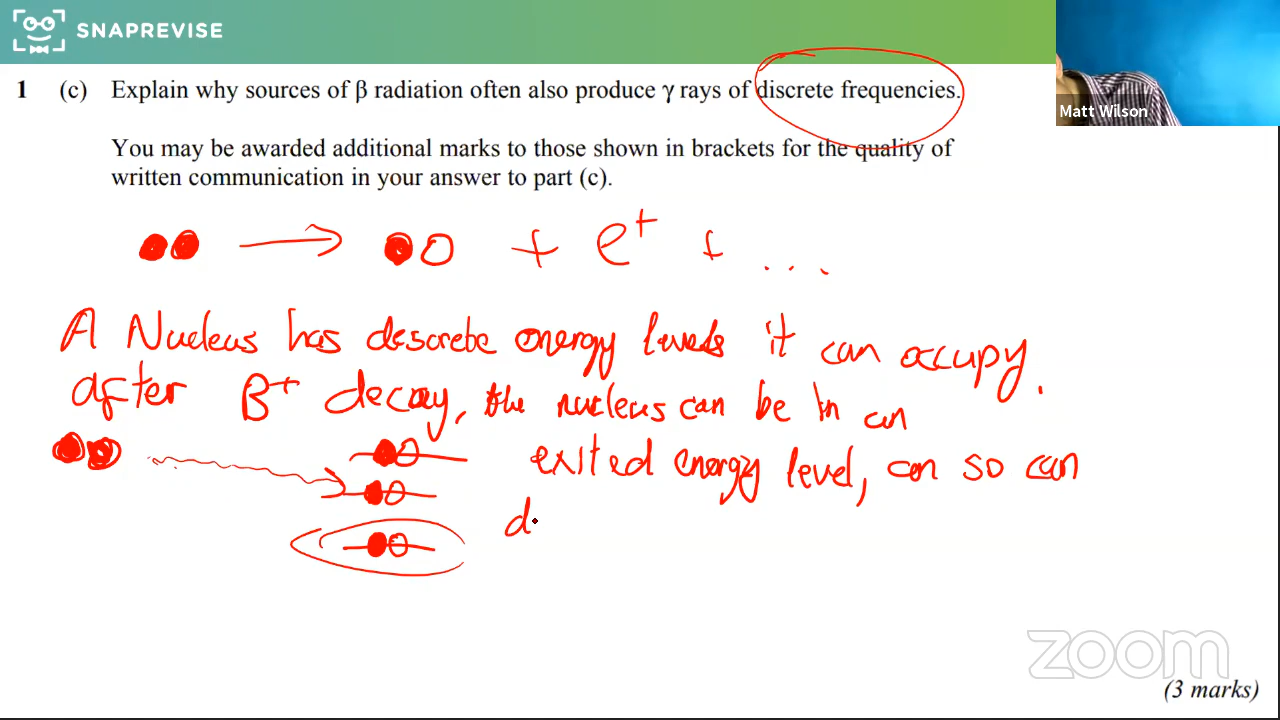 SNAPREVISE
1 (c) Explain why sources of β radiation often also produce γ rays of discrete frequencies.
Matt Wilson
You may be awarded additional marks to those shown in brackets for the quality of
written communication in your answer to part (c).
→ + e+ + ...
A Nucleus has descrete energy levels it can occupy.
after B+ decay, the nucleus can be in an
exited energy level, an so can
d
zoom
(3 marks)